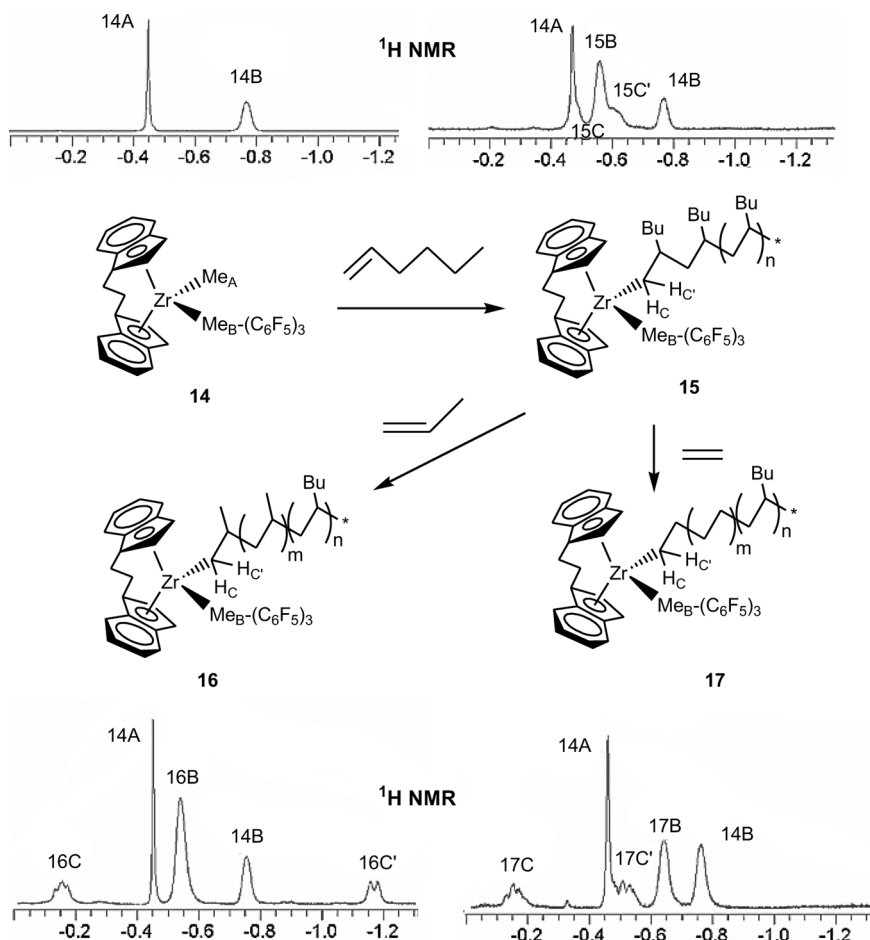 14A
14B
¹H NMR
-0.2 -0.4 -0.6 -0.8 -1.0 -1.2
14A
15B
15C'
14B
15C
-0.2 -0.4 -0.6 -0.8 -1.0 -1.2
Zr
MeA
MeB-(C6F5)3
14
Bu Bu Bu
n
*
HC'
HC
Zr
MeB-(C6F5)3
15
Bu
m n
*
HC'
HC
Zr
MeB-(C6F5)3
16
Bu
m n
*
HC'
HC
Zr
MeB-(C6F5)3
17
16C
14A
16B
14B
16C'
¹H NMR
-0.2 -0.4 -0.6 -0.8 -1.0 -1.2
17C
14A
17C'
17B
14B
-0.2 -0.4 -0.6 -0.8 -1.0 -1.2